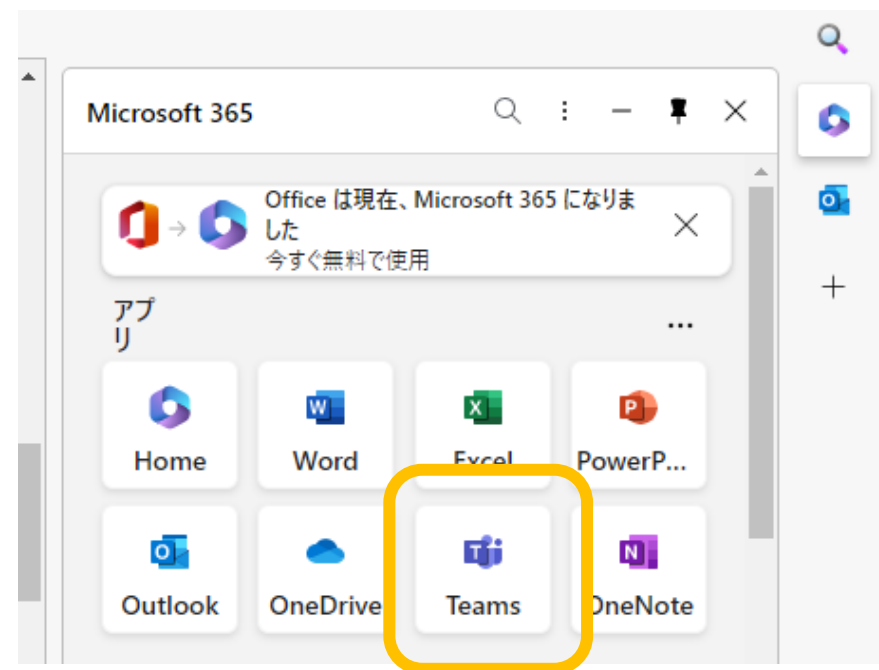 Microsoft 365
Office は現在、Microsoft 365 になりま
した
今すぐ無料で使用
アプ
リ
Home Word Excel PowerP...
Outlook OneDrive Teams OneNote